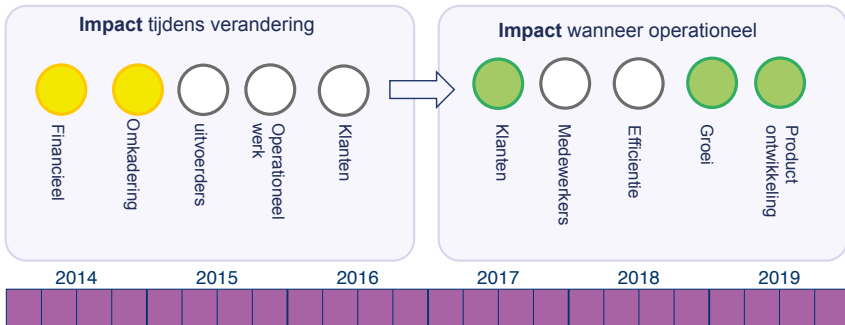 Impact tijdens verandering
Financieel
Omkadering
uitvoerders
Operationeel
werk
Klanten
Impact wanneer operationeel
Klanten
Medewerkers
Efficientie
Groei
Product
ontwikkeling
2014
2015
2016
2017
2018
2019